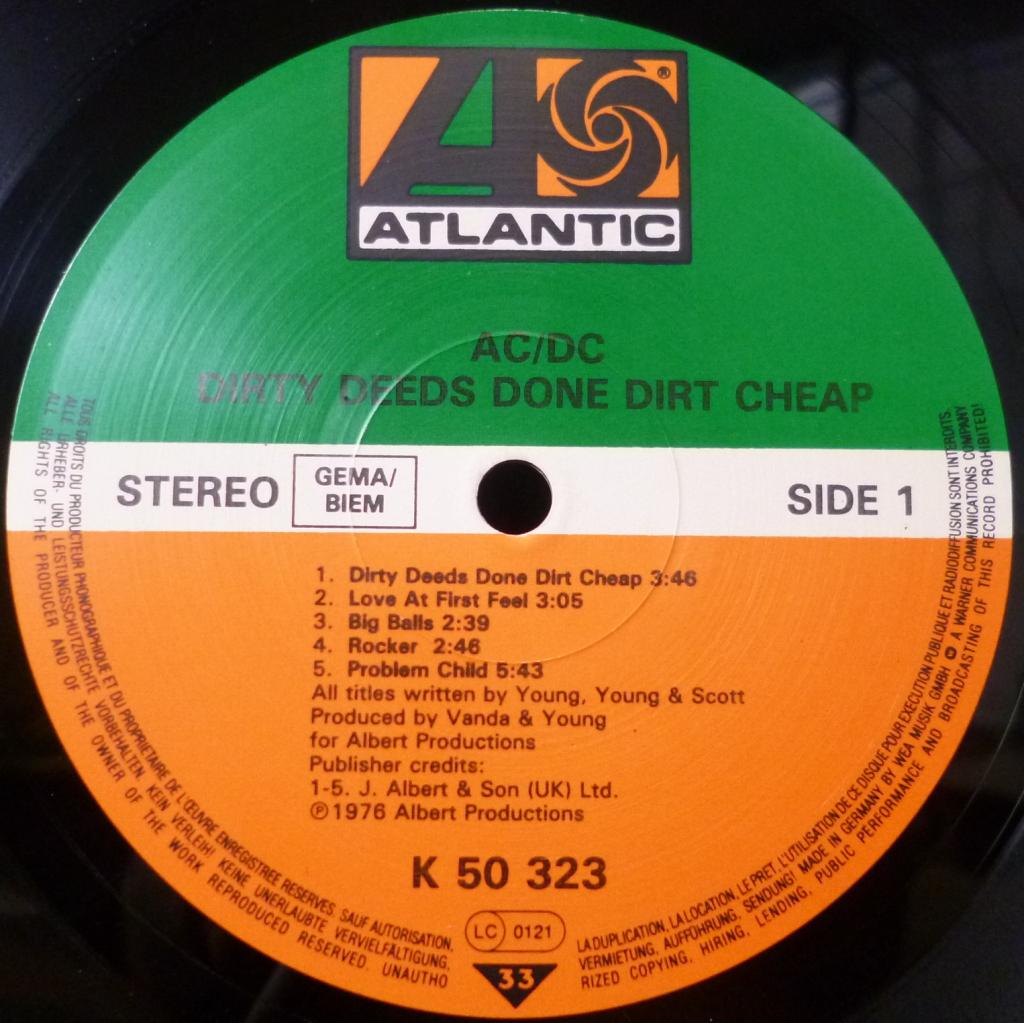 ®
ATLANTIC
AC/DC
DIRTY DEEDS DONE DIRT CHEAP
STEREO
GEMA/
BIEM
SIDE 1
1. Dirty Deeds Done Dirt Cheap 3:46
2. Love At First Feel 3:05
3. Big Balls 2:39
4. Rocker 2:46
5. Problem Child 5:43
All titles written by Young, Young & Scott
Produced by Vanda & Young
for Albert Productions
Publisher credits:
1-5. J. Albert & Son (UK) Ltd.
℗1976 Albert Productions
K 50 323
LC 0121
33
TOUS DROITS DU PRODUCTEUR PHONOGRAPHIQUE ET DU PROPRIETAIRE DE L'ŒUVRE ENREGISTREE RESERVES. SAUF AUTORISATION, LA DUPLICATION, LA LOCATION, LE PRET, L'UTILISATION DE CE DISQUE POUR EXECUTION PUBLIQUE ET RADIODIFFUSION SONT INTERDITS.
ALLE URHEBER- UND LEISTUNGSSCHUTZRECHTE VORBEHALTEN. KEIN VERLEIH! KEINE UNERLAUBTE VERVIELFÄLTIGUNG, VERMIETUNG, AUFFÜHRUNG, SENDUNG! MADE IN GERMANY BY WEA MUSIK GMBH A WARNER COMMUNICATIONS COMPANY
ALL RIGHTS OF THE PRODUCER AND OF THE OWNER OF THE WORK REPRODUCED RESERVED. UNAUTHORIZED COPYING, HIRING, LENDING, PUBLIC PERFORMANCE AND BROADCASTING OF THIS RECORD PROHIBITED!